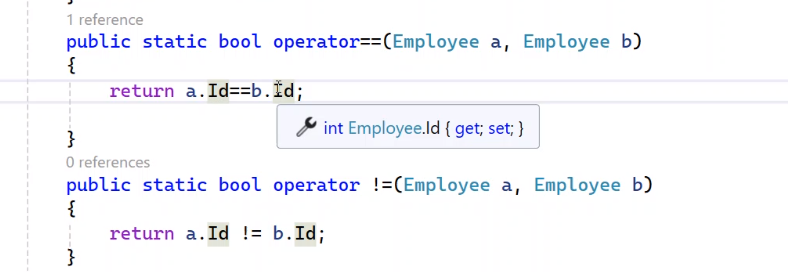 }
1 reference
public static bool operator==(Employee a, Employee b)
{
return a.Id==b.Id;
int Employee.Id { get; set; }
}
0 references
public static bool operator !=(Employee a, Employee b)
{
return a.Id != b.Id;
}